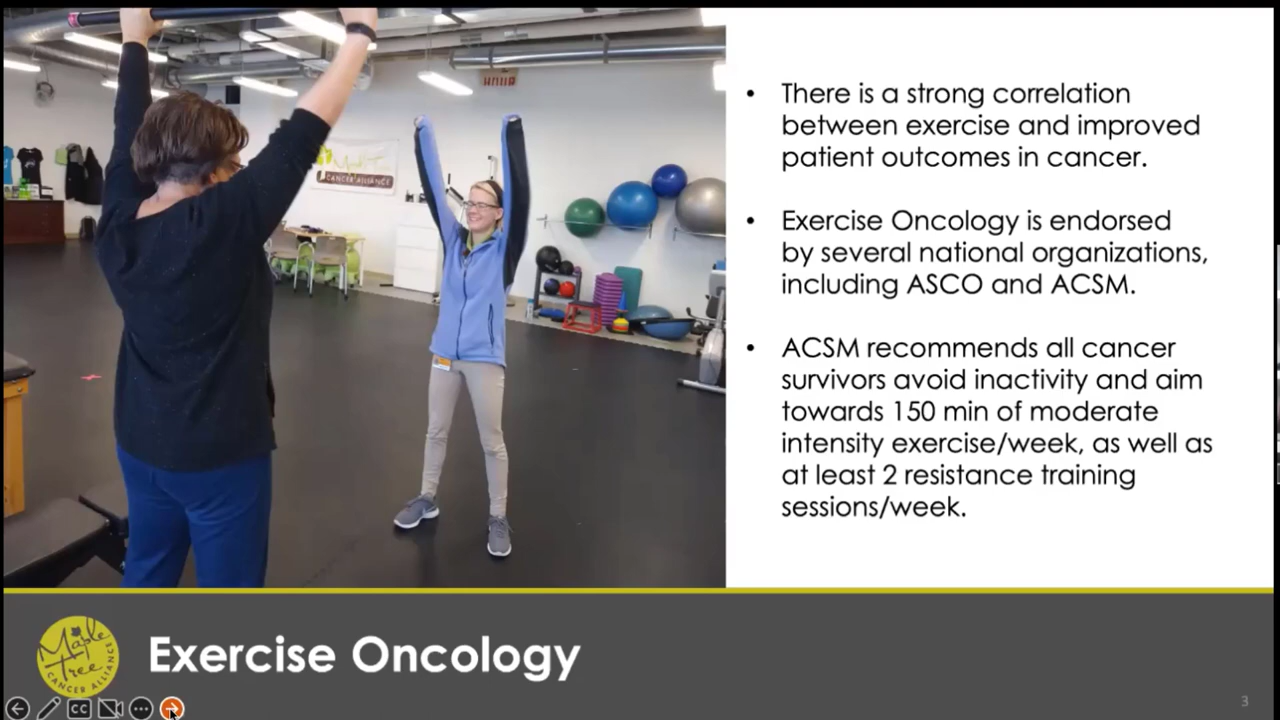 • There is a strong correlation
between exercise and improved
patient outcomes in cancer.
• Exercise Oncology is endorsed
by several national organizations,
including ASCO and ACSM.
• ACSM recommends all cancer
survivors avoid inactivity and aim
towards 150 min of moderate
intensity exercise/week, as well as
at least 2 resistance training
sessions/week.
Maple Tree
CANCER ALLIANCE
Maple
Tree
CANCER ALLIANCE
Exercise Oncology
CC
3